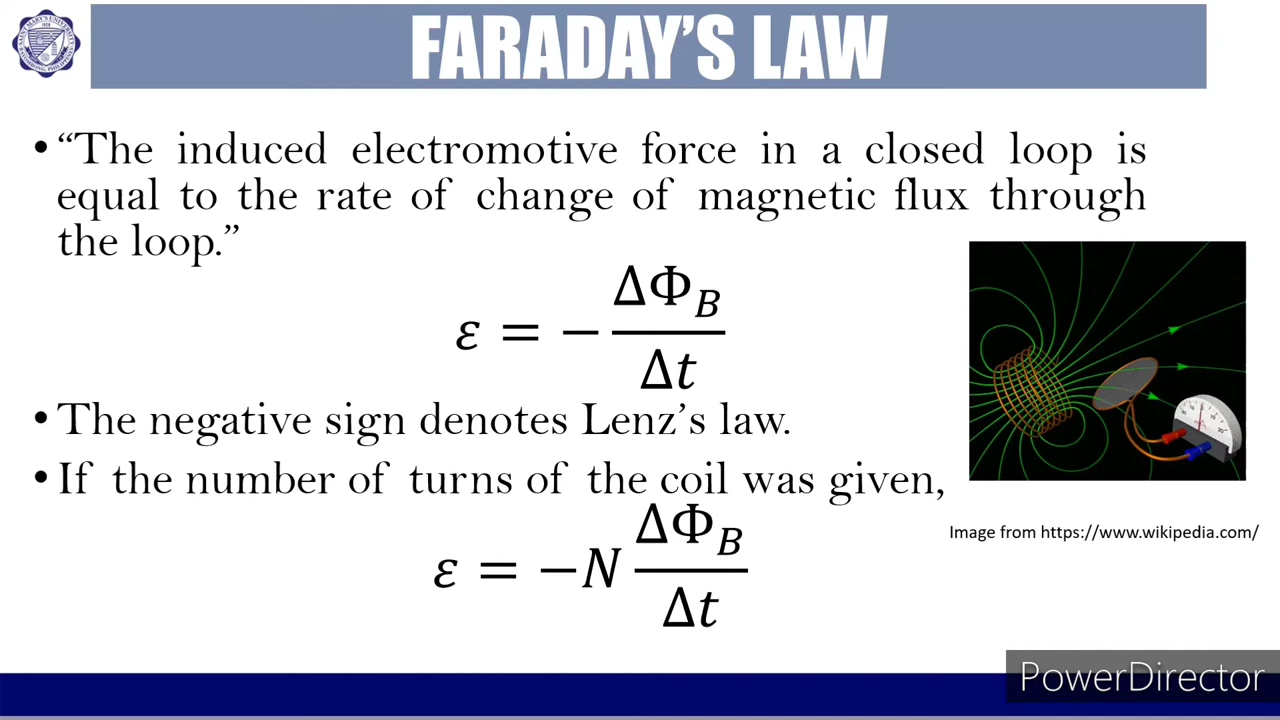 FARADAY'S LAW
• “The induced electromotive force in a closed loop is
equal to the rate of change of magnetic flux through
the loop.”
ε = − ΔΦ_B / Δt
• The negative sign denotes Lenz's law.
• If the number of turns of the coil was given,
ε = −N ΔΦ_B / Δt
Image from https://www.wikipedia.com/
PowerDirector